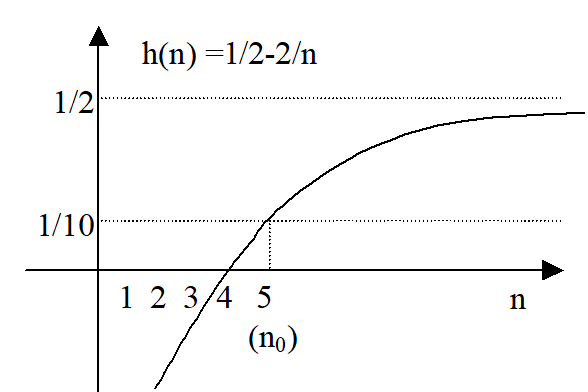 h(n) =1/2-2/n
1/2
1/10
1 2 3 4 5 n
(n₀)